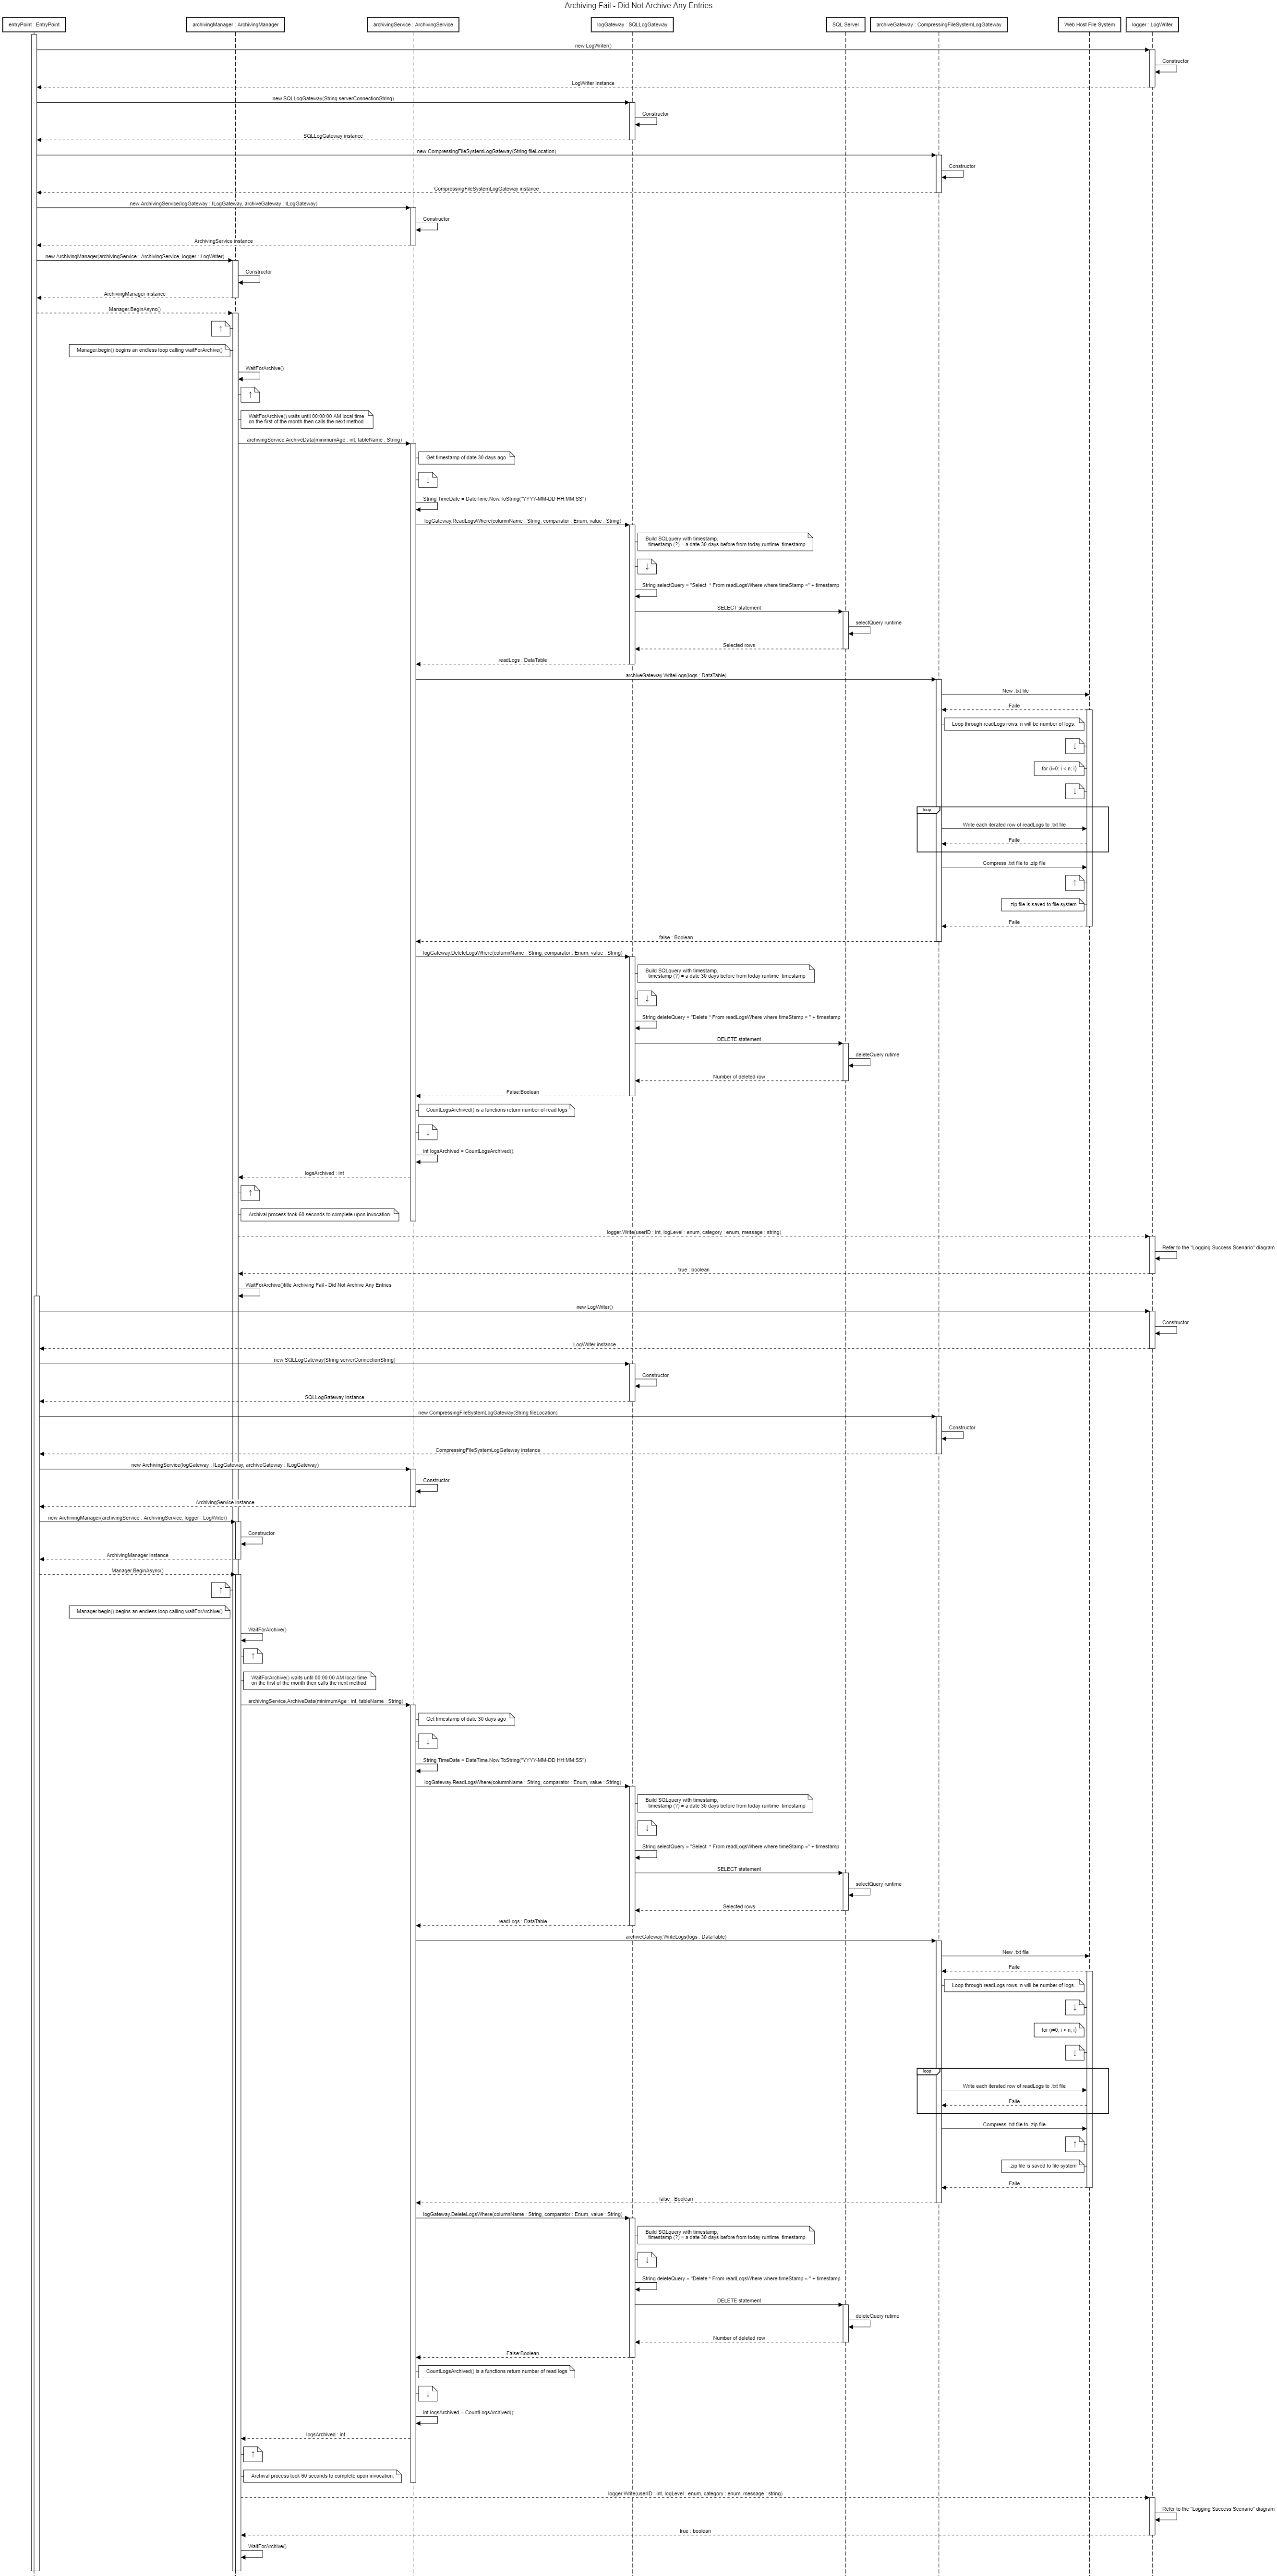 Archiving Fail - Did Not Archive Any Entries
entryPoint : EntryPoint
archivingManager : ArchivingManager
archivingService : ArchivingService
logGateway : SQLLogGateway
SQL Server
archiveGateway : CompressingFileSystemLogGateway
Web Host File System
logger : LogWriter
new LogWriter()
Constructor
LogWriter instance
new SQLLogGateway(String serverConnectionString)
Constructor
SQLLogGateway instance
new CompressingFileSystemLogGateway(String fileLocation)
Constructor
CompressingFileSystemLogGateway instance
new ArchivingService(logGateway : ILogGateway, archiveGateway : ILogGateway)
Constructor
ArchivingService instance
new ArchivingManager(archivingService : ArchivingService, logger : LogWriter)
Constructor
ArchivingManager instance
Manager.BeginAsync()
↑
Manager.begin() begins an endless loop calling waitForArchive()
WaitForArchive()
↑
WaitForArchive() waits until 00:00:00 AM local time
on the first of the month then calls the next method.
archivingService.ArchiveData(minimumAge : int, tableName : String)
Get timestamp of date 30 days ago
↓
String TimeDate = DateTime.Now.ToString("YYYY-MM-DD HH:MM:SS")
logGateway.ReadLogsWhere(columnName : String, comparator : Enum, value : String)
Build SQLquery with timestamp,
timestamp (?) = a date 30 days before from today runtime timestamp
↓
String selectQuery = "Select * From readLogsWhere where timeStamp =" + timestamp
SELECT statement
selectQuery runtime
Selected rows
readLogs : DataTable
archiveGateway.WriteLogs(logs : DataTable)
New .txt file
Faile
Loop through readLogs rows. n will be number of logs.
↓
for (i=0; i < n; i)
↓
loop
Write each iterated row of readLogs to .txt file
Faile
Compress .txt file to .zip file
↑
.zip file is saved to file system
Faile
false : Boolean
logGateway.DeleteLogsWhere(columnName : String, comparator : Enum, value : String)
Build SQLquery with timestamp,
timestamp (?) = a date 30 days before from today runtime timestamp
↓
String deleteQuery = "Delete * From readLogsWhere where timeStamp = " + timestamp
DELETE statement
deleteQuery rutime
Number of deleted row
False:Boolean
CountLogsArchived() is a functions return number of read logs
↓
int logsArchived = CountLogsArchived();
logsArchived : int
↑
Archival process took 60 seconds to complete upon invocation.
logger.Write(userID : int, logLevel : enum, category : enum, message : string)
Refer to the "Logging Success Scenario" diagram
true : boolean
WaitForArchive()title Archiving Fail - Did Not Archive Any Entries
new LogWriter()
Constructor
LogWriter instance
new SQLLogGateway(String serverConnectionString)
Constructor
SQLLogGateway instance
new CompressingFileSystemLogGateway(String fileLocation)
Constructor
CompressingFileSystemLogGateway instance
new ArchivingService(logGateway : ILogGateway, archiveGateway : ILogGateway)
Constructor
ArchivingService instance
new ArchivingManager(archivingService : ArchivingService, logger : LogWriter)
Constructor
ArchivingManager instance
Manager.BeginAsync()
↑
Manager.begin() begins an endless loop calling waitForArchive()
WaitForArchive()
↑
WaitForArchive() waits until 00:00:00 AM local time
on the first of the month then calls the next method.
archivingService.ArchiveData(minimumAge : int, tableName : String)
Get timestamp of date 30 days ago
↓
String TimeDate = DateTime.Now.ToString("YYYY-MM-DD HH:MM:SS")
logGateway.ReadLogsWhere(columnName : String, comparator : Enum, value : String)
Build SQLquery with timestamp,
timestamp (?) = a date 30 days before from today runtime timestamp
↓
String selectQuery = "Select * From readLogsWhere where timeStamp =" + timestamp
SELECT statement
selectQuery runtime
Selected rows
readLogs : DataTable
archiveGateway.WriteLogs(logs : DataTable)
New .txt file
Faile
Loop through readLogs rows. n will be number of logs.
↓
for (i=0; i < n; i)
↓
loop
Write each iterated row of readLogs to .txt file
Faile
Compress .txt file to .zip file
↑
.zip file is saved to file system
Faile
false : Boolean
logGateway.DeleteLogsWhere(columnName : String, comparator : Enum, value : String)
Build SQLquery with timestamp,
timestamp (?) = a date 30 days before from today runtime timestamp
↓
String deleteQuery = "Delete * From readLogsWhere where timeStamp = " + timestamp
DELETE statement
deleteQuery rutime
Number of deleted row
False:Boolean
CountLogsArchived() is a functions return number of read logs
↓
int logsArchived = CountLogsArchived();
logsArchived : int
↑
Archival process took 60 seconds to complete upon invocation.
logger.Write(userID : int, logLevel : enum, category : enum, message : string)
Refer to the "Logging Success Scenario" diagram
true : boolean
WaitForArchive()